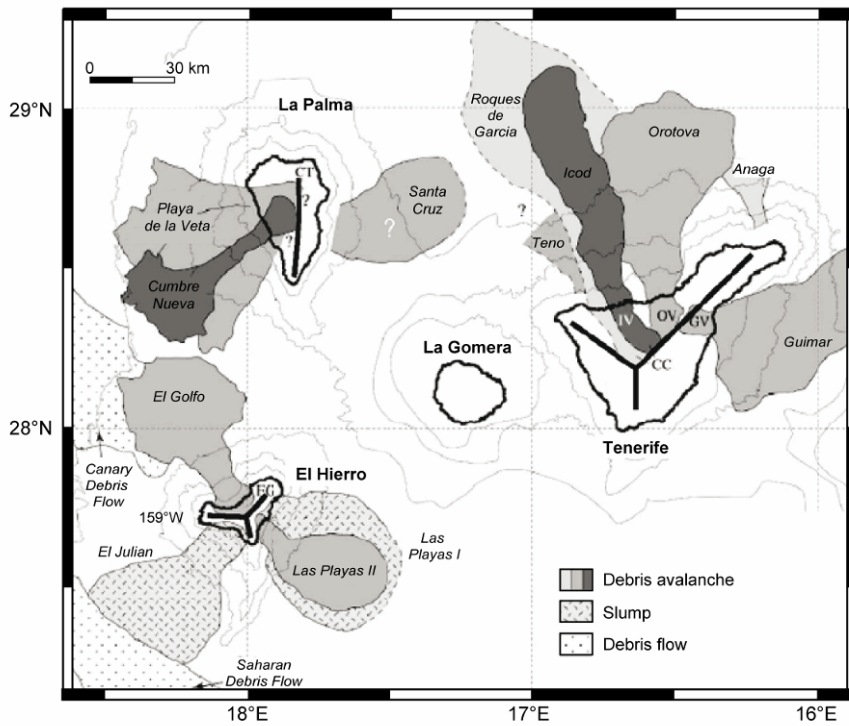 0 30 km
29°N
28°N
18°W
17°W
16°W
La Palma
CT
?
?
Playa
de la Veta
Cumbre
Nueva
Santa
Cruz
?
Roques
de
Garcia
Icod
Orotova
Anaga
?
Teno
IV
OV
GV
CC
Guimar
Tenerife
La Gomera
El Golfo
Canary
Debris
Flow
El Hierro
EG
159°W
El Julian
Las
Playas I
Las Playas II
Saharan
Debris Flow
Debris avalanche
Slump
Debris flow